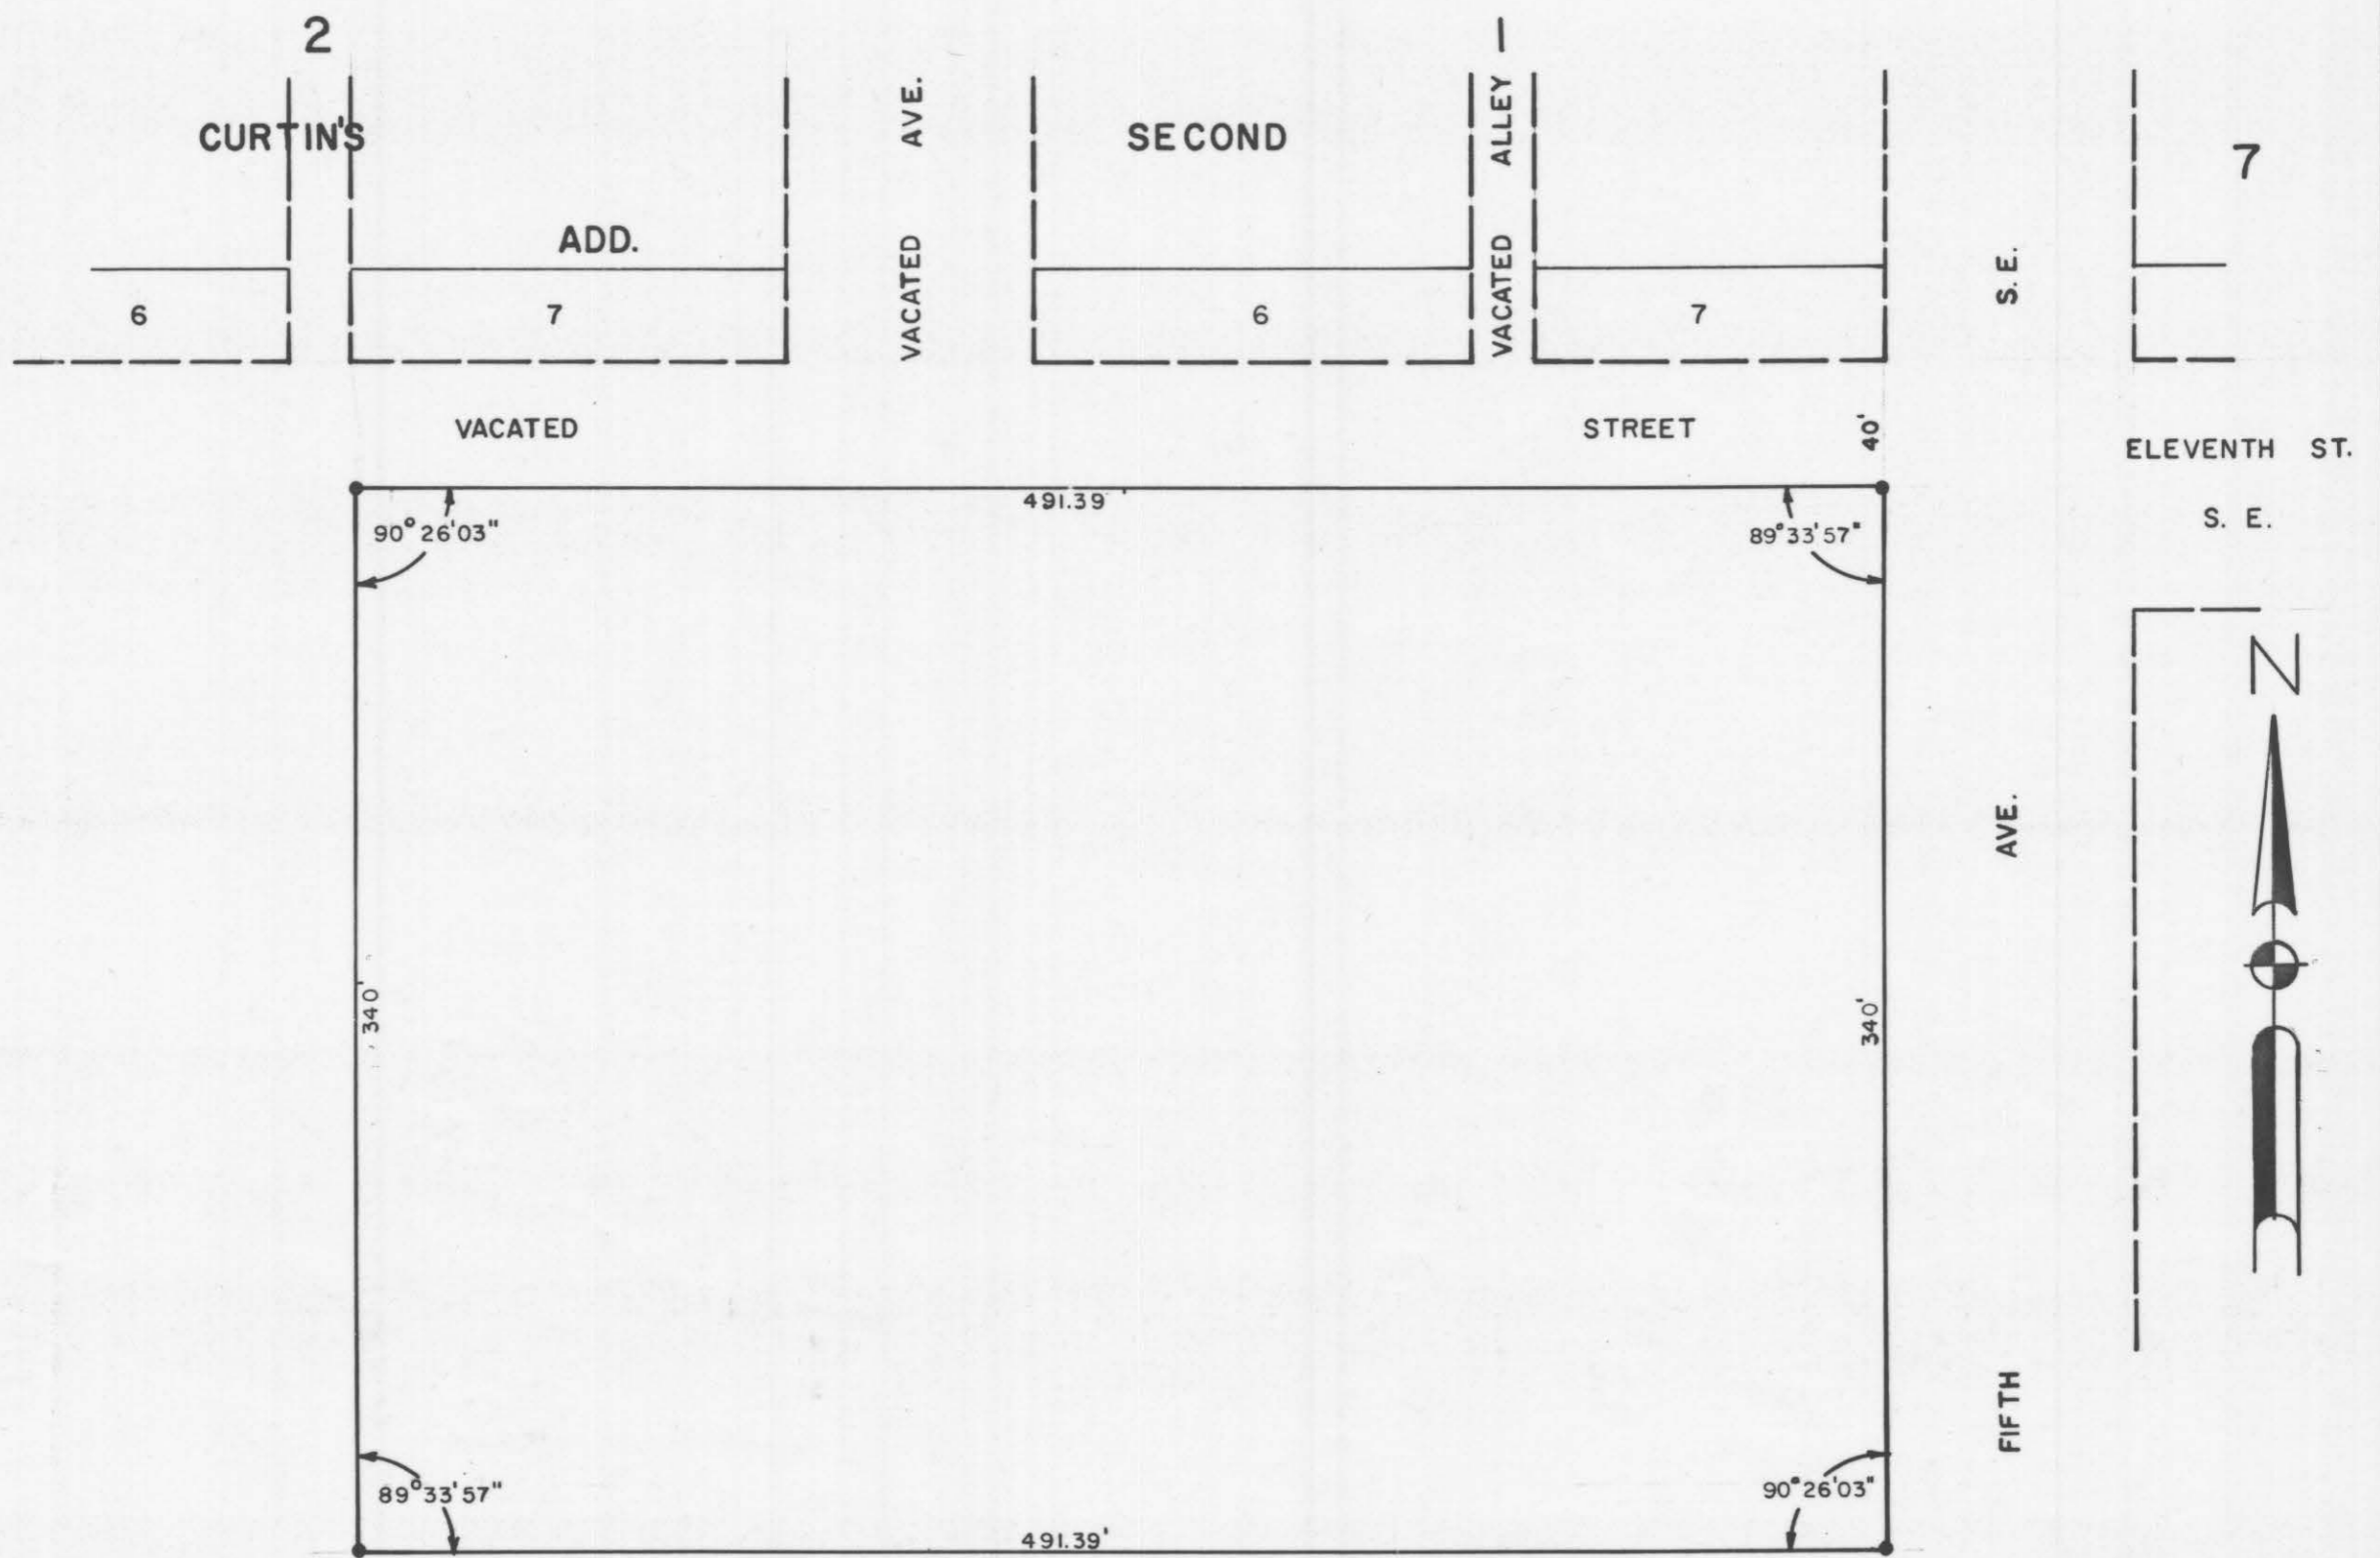 2
CURTIN'S
ADD.
6
7
VACATED AVE.
SECOND
6
VACATED ALLEY
1
7
S. E.
7
VACATED STREET
40'
ELEVENTH ST.
S. E.
491.39'
90°26'03"
89°33'57"
N
340'
340'
AVE.
FIFTH
89°33'57"
90°26'03"
491.39'